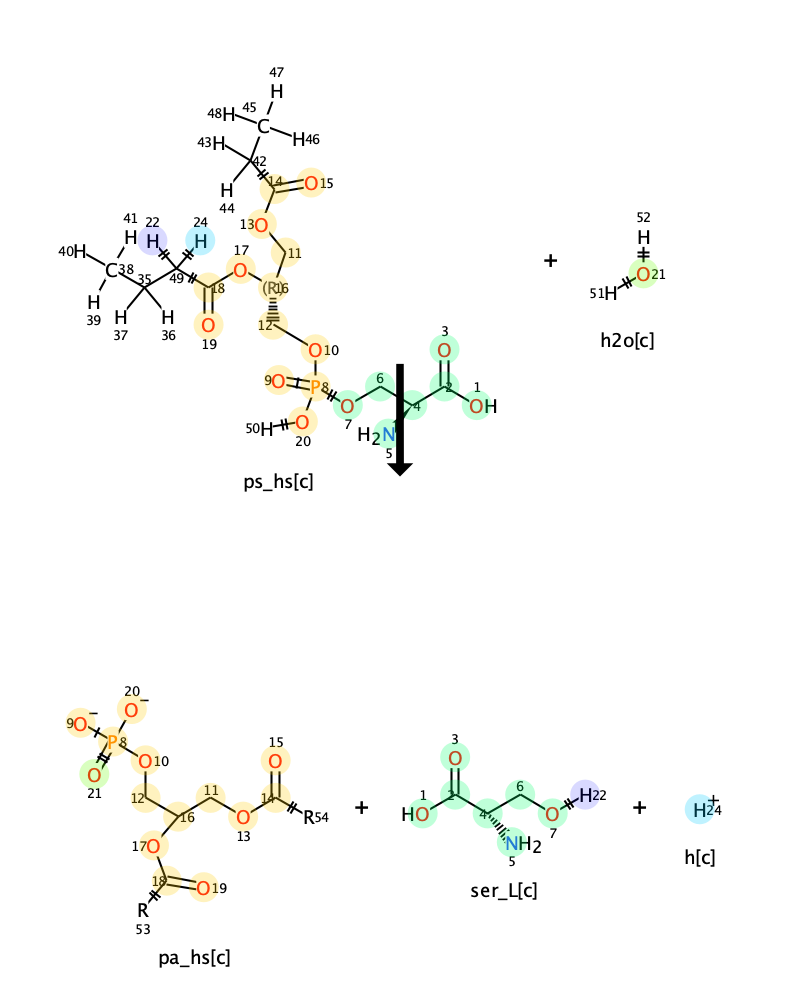 47
H
48H
45
C
H46
43H
42
14
O15
H
44
13O
11
41
H
22
H
24
H
40H
C38
35
49
17
O
18
(R)16
H
39
H
37
H
36
O
19
12
O10
9O
P8
50H
O
20
O
7
6
4
H2N
5
3
O
2
1
OH
ps_hs[c]
+
52
H
O21
51H
h2o[c]
20
O−
9O−
P8
O
21
O10
12
16
11
O
13
15
O
14
R54
17O
18
O19
R
53
pa_hs[c]
+
3
O
1
HO
2
4
6
O
7
H22
NH2
5
ser_L[c]
+
H+24
h[c]